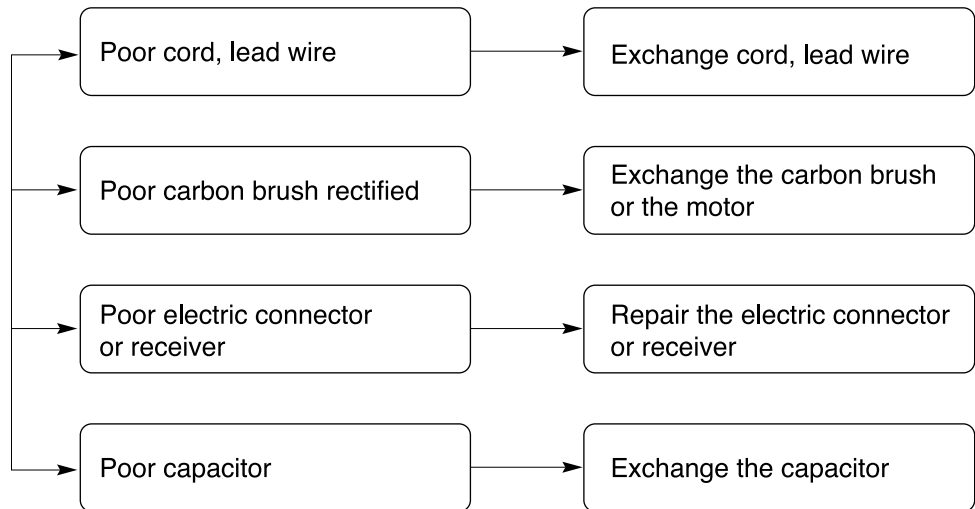 Poor cord, lead wire
Exchange cord, lead wire
Poor carbon brush rectified
Exchange the carbon brush
or the motor
Poor electric connector
or receiver
Repair the electric connector
or receiver
Poor capacitor
Exchange the capacitor